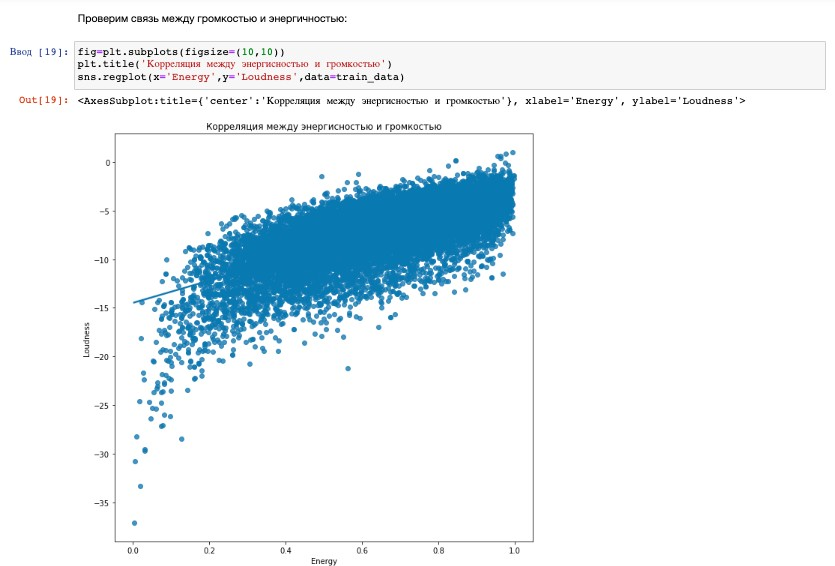 Проверим связь между громкостью и энергичностью:
Ввод [19]: fig=plt.subplots(figsize=(10,10))
plt.title('Корреляция между энергисностью и громкостью')
sns.regplot(x='Energy',y='Loudness',data=train_data)
Out[19]: <AxesSubplot:title={'center':'Корреляция между энергисностью и громкостью'}, xlabel='Energy', ylabel='Loudness'>
Корреляция между энергисностью и громкостью
0
−5
−10
−15
−20
−25
−30
−35
Loudness
0.0 0.2 0.4 0.6 0.8 1.0
Energy